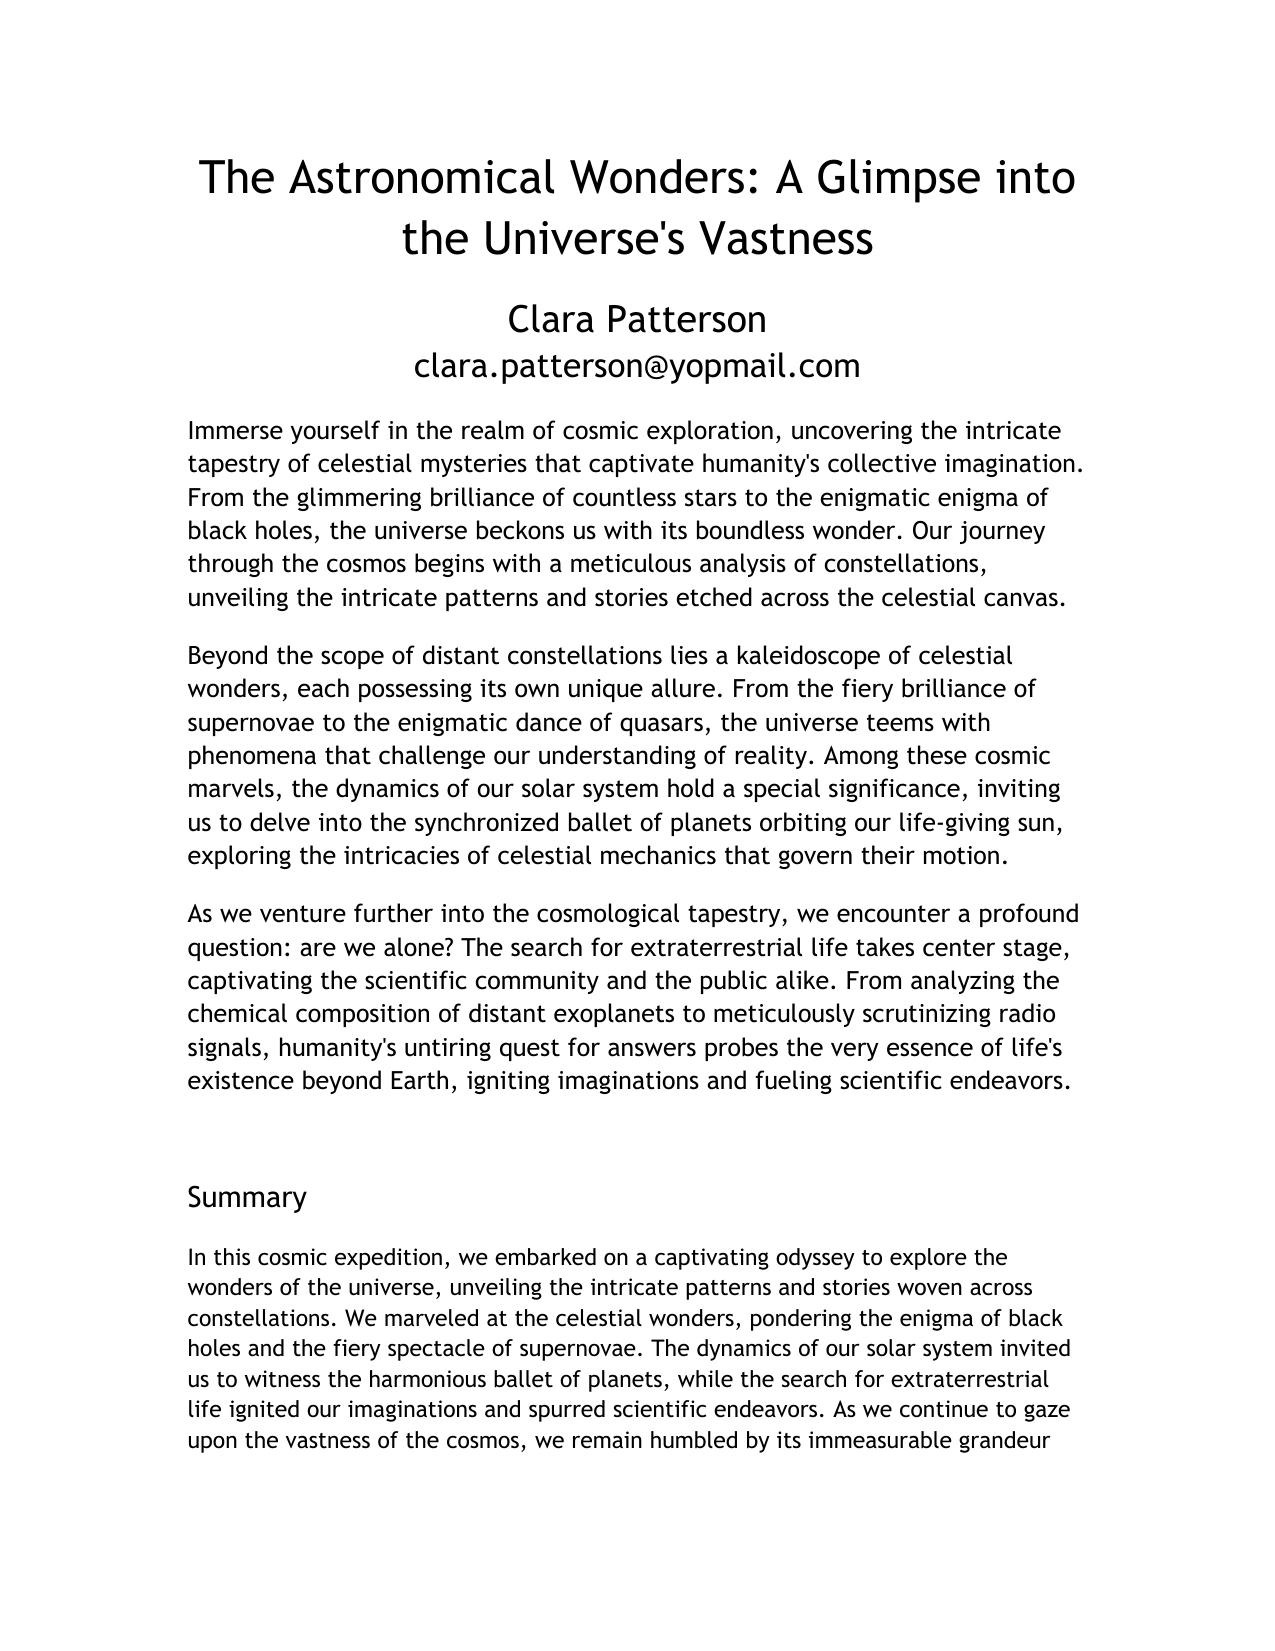 The Astronomical Wonders: A Glimpse into
the Universe's Vastness
Clara Patterson
clara.patterson@yopmail.com
Immerse yourself in the realm of cosmic exploration, uncovering the intricate
tapestry of celestial mysteries that captivate humanity's collective imagination.
From the glimmering brilliance of countless stars to the enigmatic enigma of
black holes, the universe beckons us with its boundless wonder. Our journey
through the cosmos begins with a meticulous analysis of constellations,
unveiling the intricate patterns and stories etched across the celestial canvas.
Beyond the scope of distant constellations lies a kaleidoscope of celestial
wonders, each possessing its own unique allure. From the fiery brilliance of
supernovae to the enigmatic dance of quasars, the universe teems with
phenomena that challenge our understanding of reality. Among these cosmic
marvels, the dynamics of our solar system hold a special significance, inviting
us to delve into the synchronized ballet of planets orbiting our life-giving sun,
exploring the intricacies of celestial mechanics that govern their motion.
As we venture further into the cosmological tapestry, we encounter a profound
question: are we alone? The search for extraterrestrial life takes center stage,
captivating the scientific community and the public alike. From analyzing the
chemical composition of distant exoplanets to meticulously scrutinizing radio
signals, humanity's untiring quest for answers probes the very essence of life's
existence beyond Earth, igniting imaginations and fueling scientific endeavors.
Summary
In this cosmic expedition, we embarked on a captivating odyssey to explore the
wonders of the universe, unveiling the intricate patterns and stories woven across
constellations. We marveled at the celestial wonders, pondering the enigma of black
holes and the fiery spectacle of supernovae. The dynamics of our solar system invited
us to witness the harmonious ballet of planets, while the search for extraterrestrial
life ignited our imaginations and spurred scientific endeavors. As we continue to gaze
upon the vastness of the cosmos, we remain humbled by its immeasurable grandeur